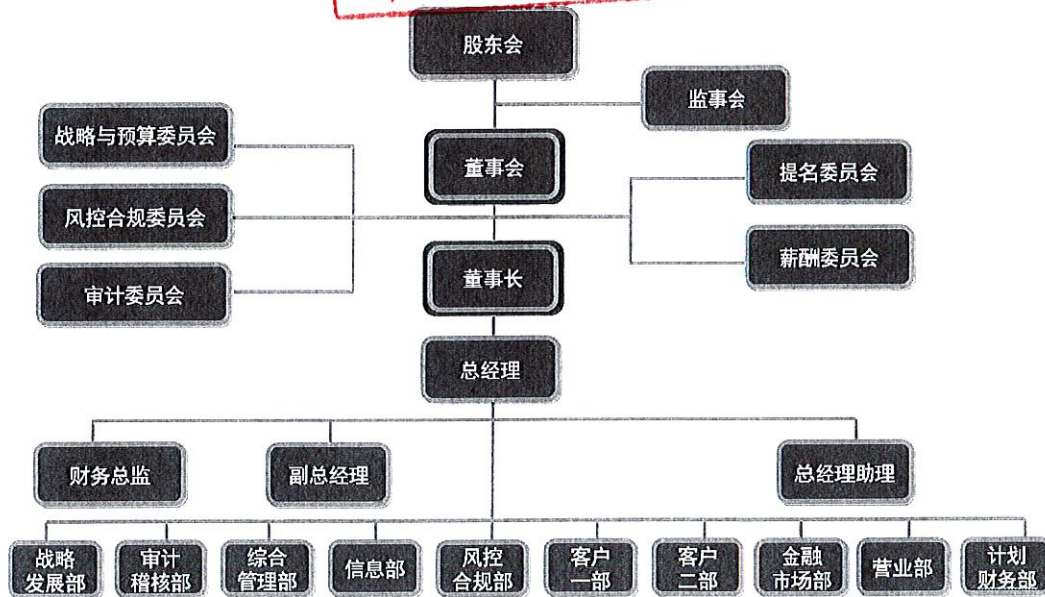 股东会
监事会
战略与预算委员会
董事会
提名委员会
风控合规委员会
董事长
薪酬委员会
审计委员会
总经理
财务总监
副总经理
总经理助理
战略
发展部
审计
稽核部
综合
管理部
信息部
风控
合规部
客户
一部
客户
二部
金融
市场部
营业部
计划
财务部